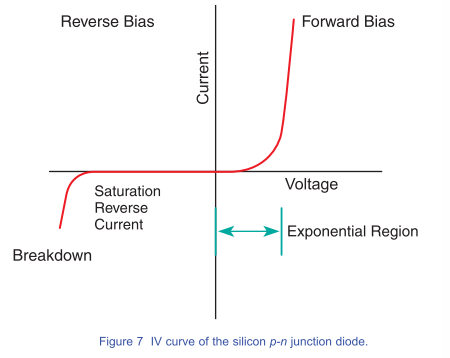 Reverse Bias
Forward Bias
Current
Voltage
Saturation
Reverse
Current
Exponential Region
Breakdown
Figure 7 IV curve of the silicon p-n junction diode.